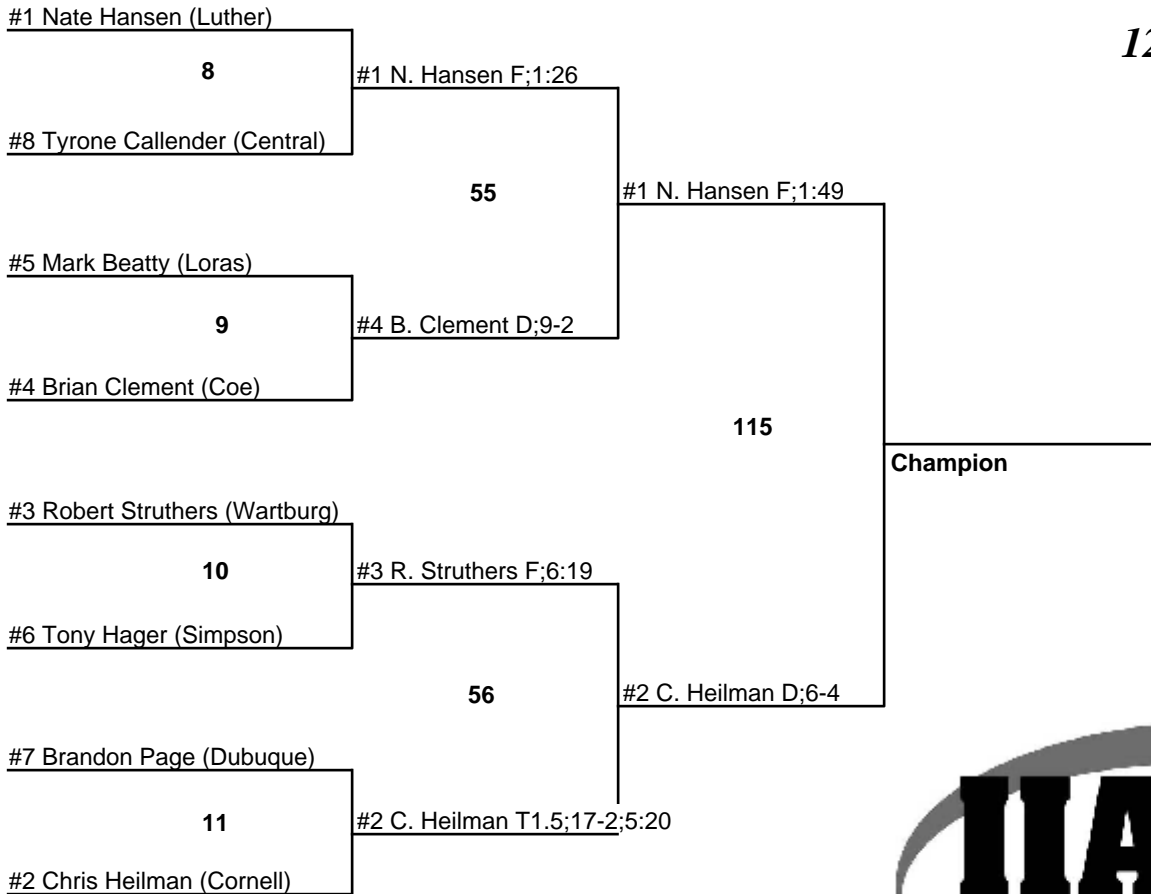 #1 Nate Hansen (Luther)
12
8
#1 N. Hansen F;1:26
#8 Tyrone Callender (Central)
55
#1 N. Hansen F;1:49
#5 Mark Beatty (Loras)
9
#4 B. Clement D;9-2
#4 Brian Clement (Coe)
115
Champion
#3 Robert Struthers (Wartburg)
10
#3 R. Struthers F;6:19
#6 Tony Hager (Simpson)
56
#2 C. Heilman D;6-4
#7 Brandon Page (Dubuque)
11
#2 C. Heilman T1.5;17-2;5:20
#2 Chris Heilman (Cornell)
IIA